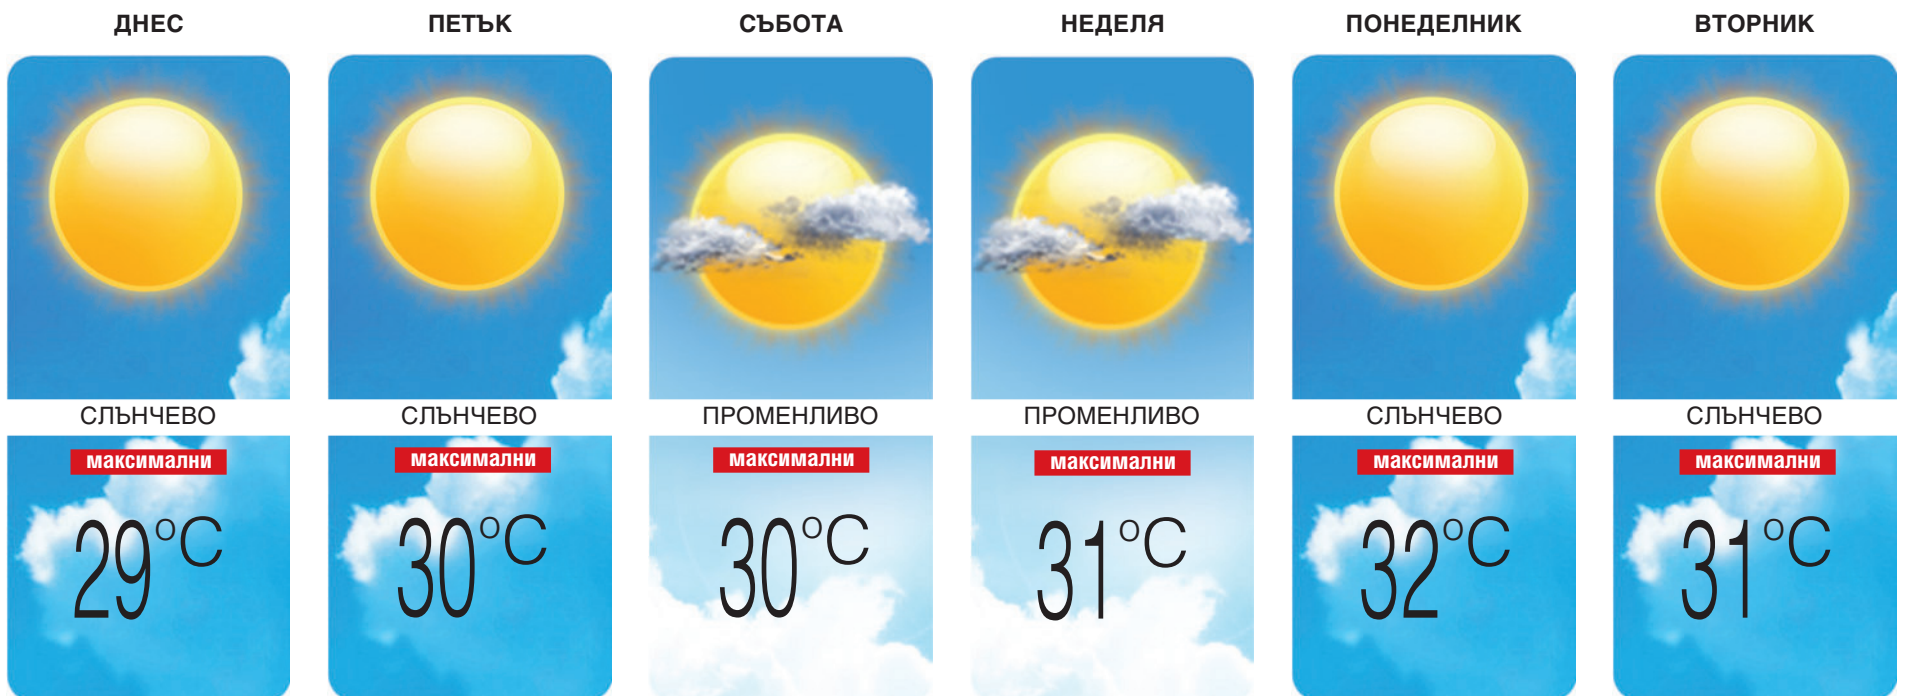 ДНЕС ПЕТЪК СЪБОТА НЕДЕЛЯ ПОНЕДЕЛНИК ВТОРНИК
СЛЪНЧЕВО СЛЪНЧЕВО ПРОМЕНЛИВО ПРОМЕНЛИВО СЛЪНЧЕВО СЛЪНЧЕВО
максимални максимални максимални максимални максимални максимални
29°C 30°C 30°C 31°C 32°C 31°C